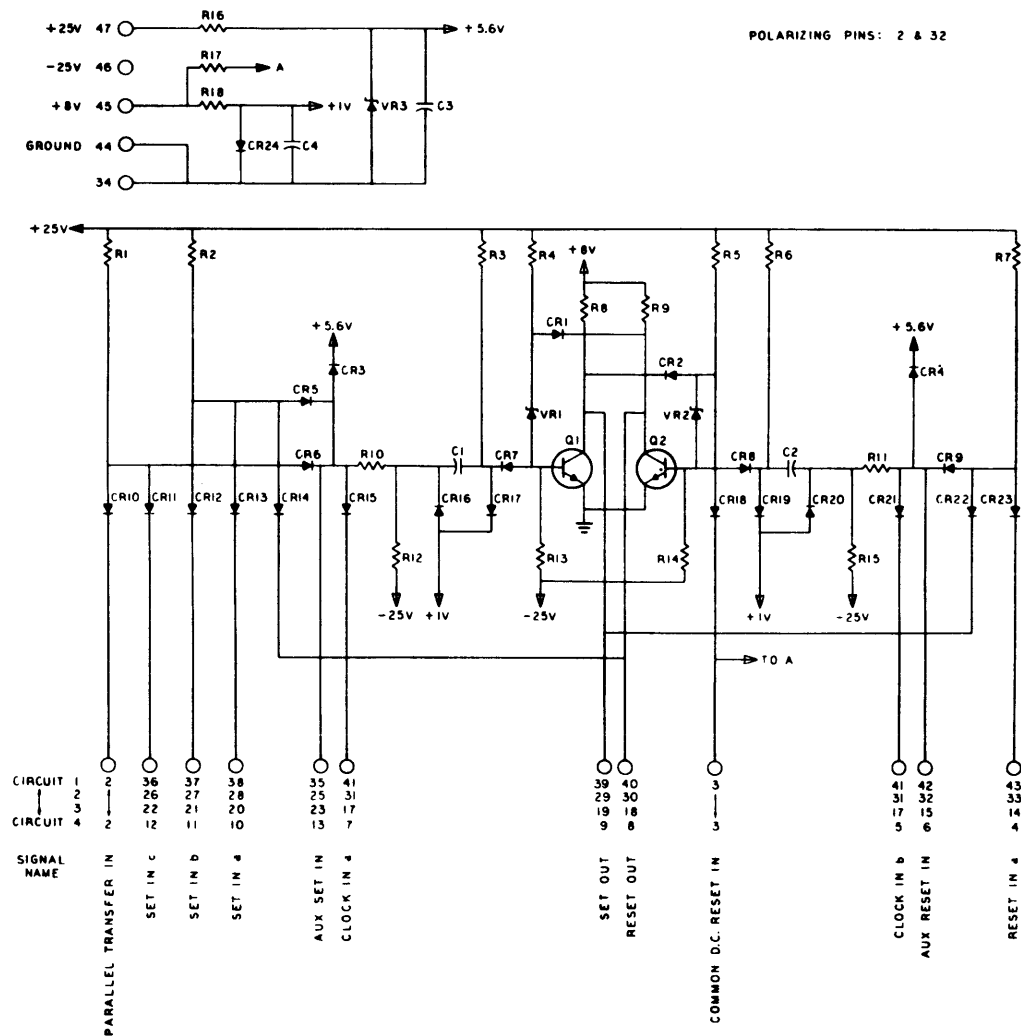 +25V 47 R16 +5.6V
POLARIZING PINS: 2 & 32
-25V 46 R17 A
+8V 45 R18 +1V VR3 C3
GROUND 44 CR24 C4
34
+25V
R1 R2 R3 R4 +8V R5 R6 R7
R8 R9
+5.6V CR1 +5.6V
CR3 CR2 CR4
CR5
VR1 VR2
Q1 Q2
CR6 R10 C1 CR7 CR8 C2 R11 CR9
CR10 CR11 CR12 CR13 CR14 CR15 CR16 CR17 CR18 CR19 CR20 CR21 CR22 CR23
R12 R13 R14 R15
-25V +1V -25V +1V -25V
TO A
CIRCUIT 1 2 36 37 38 35 41 39 40 3 41 42 43
2 26 27 28 25 31 29 30 31 32 33
3 22 21 20 23 17 19 18 17 15 14
CIRCUIT 4 2 12 11 10 13 7 9 8 3 5 6 4
SIGNAL
NAME
PARALLEL TRANSFER IN
SET IN c
SET IN b
SET IN a
AUX SET IN
CLOCK IN a
SET OUT
RESET OUT
COMMON D.C. RESET IN
CLOCK IN b
AUX RESET IN
RESET IN a